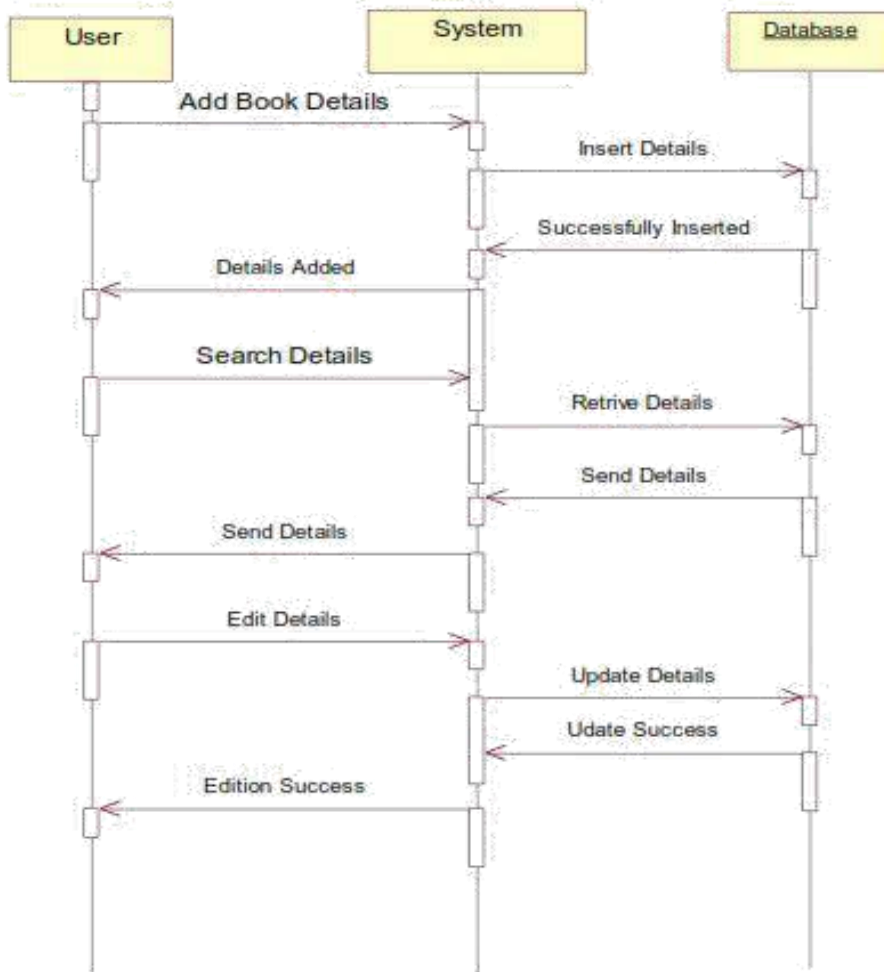 User
System
Database
Add Book Details
Insert Details
Successfully Inserted
Details Added
Search Details
Retrive Details
Send Details
Send Details
Edit Details
Update Details
Udate Success
Edition Success